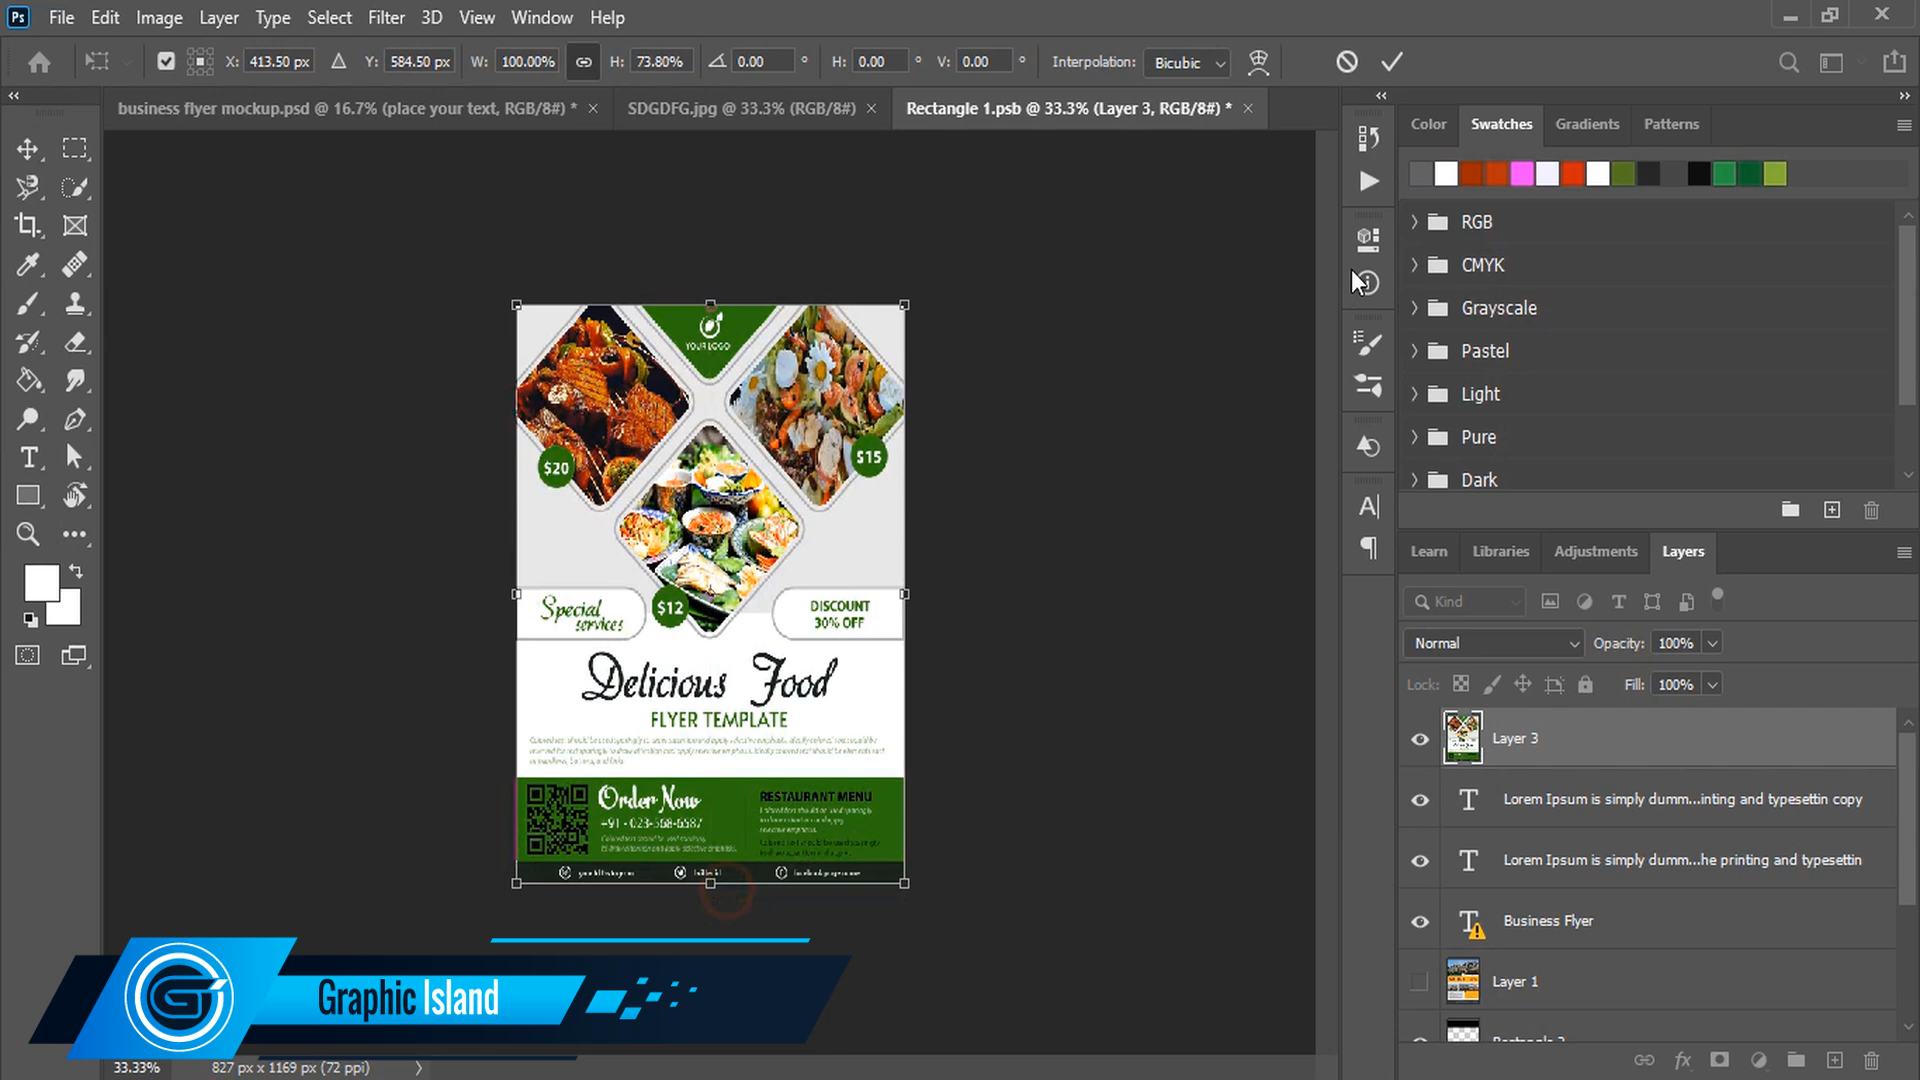 Ps File Edit Image Layer Type Select Filter 3D View Window Help
X: 413.50 px Y: 584.50 px W: 100.00% H: 73.80% 0.00 ° H: 0.00 ° V: 0.00 ° Interpolation: Bicubic
business flyer mockup.psd @ 16.7% (place your text, RGB/8#) *
SDGDFG.jpg @ 33.3% (RGB/8#)
Rectangle 1.psb @ 33.3% (Layer 3, RGB/8#) *
Color Swatches Gradients Patterns
RGB
CMYK
Grayscale
Pastel
Light
Pure
Dark
YOUR LOGO
$20
$15
$12
Special
services
DISCOUNT
30% OFF
Delicious Food
FLYER TEMPLATE
Order Now
+91 - 023-568-6587
RESTAURANT MENU
Learn Libraries Adjustments Layers
Kind
Normal Opacity: 100%
Lock: Fill: 100%
Layer 3
Lorem Ipsum is simply dumm...inting and typesettin copy
Lorem Ipsum is simply dumm...he printing and typesettin
Business Flyer
Layer 1
Graphic Island
33.33% 827 px x 1169 px (72 ppi)